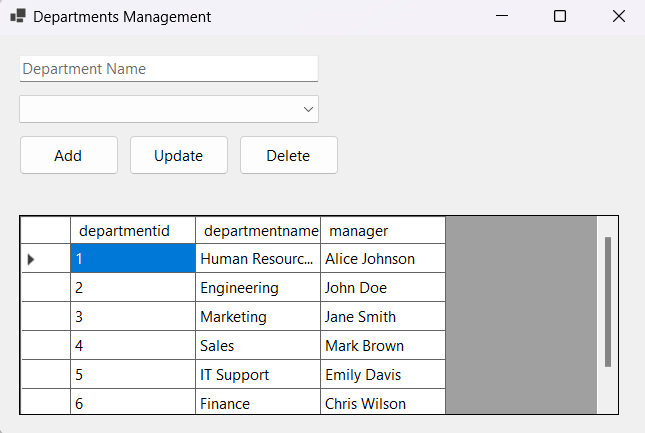 Departments Management
Department Name
Add Update Delete
departmentid departmentname manager
1 Human Resourc... Alice Johnson
2 Engineering John Doe
3 Marketing Jane Smith
4 Sales Mark Brown
5 IT Support Emily Davis
6 Finance Chris Wilson